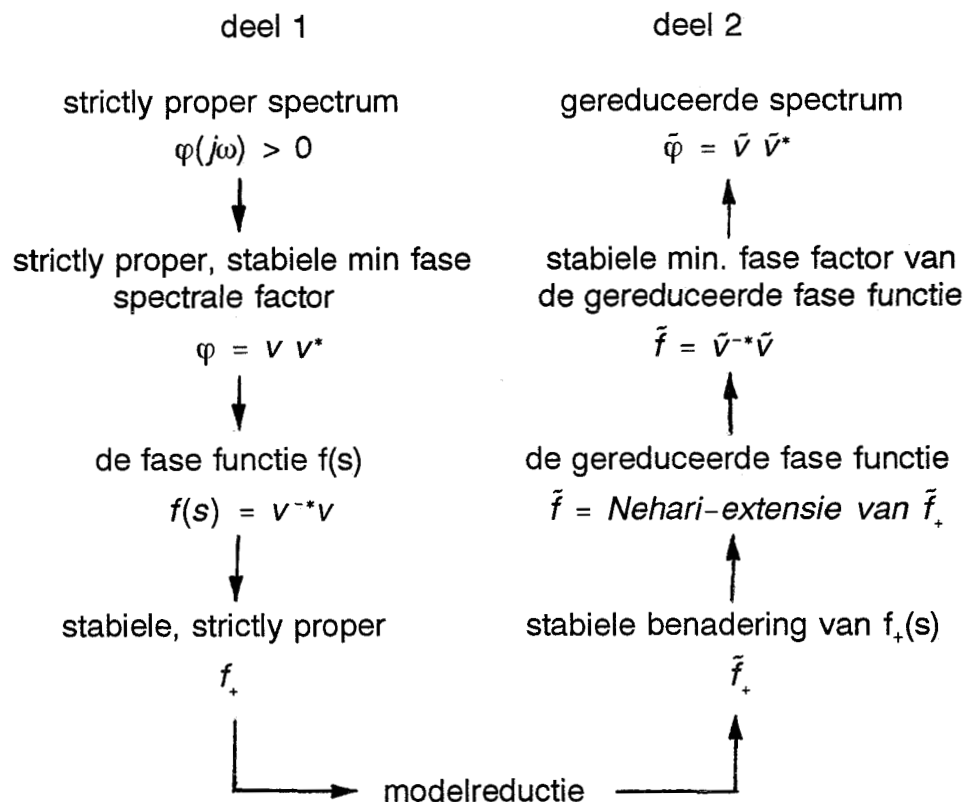 deel 1
strictly proper spectrum
φ(jω) > 0
strictly proper, stabiele min fase
spectrale factor
φ = v v*
de fase functie f(s)
f(s) = v⁻*v
stabiele, strictly proper
f₊
modelreductie
deel 2
gereduceerde spectrum
φ̃ = ṽ ṽ*
stabiele min. fase factor van
de gereduceerde fase functie
f̃ = ṽ⁻*ṽ
de gereduceerde fase functie
f̃ = Nehari-extensie van f̃₊
stabiele benadering van f₊(s)
f̃₊